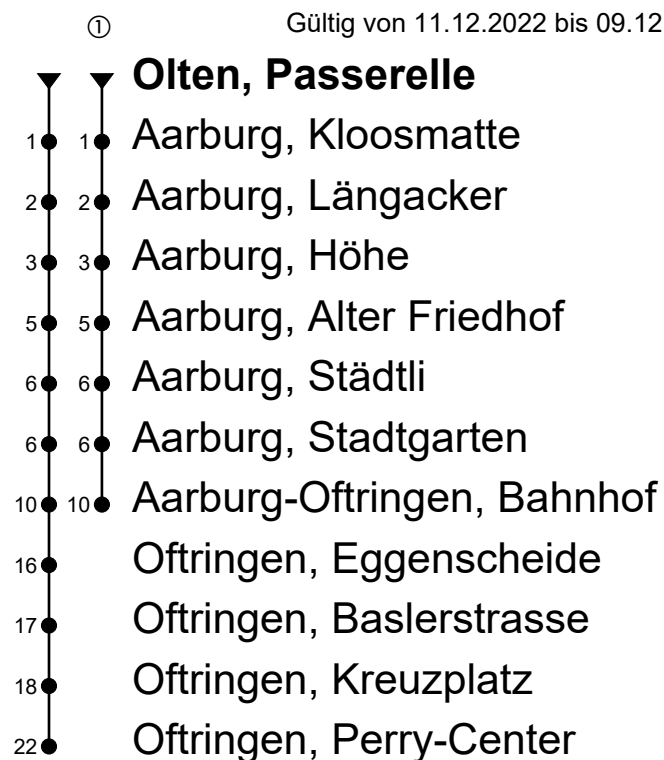 ① Gültig von 11.12.2022 bis 09.12
Olten, Passerelle
1 1 Aarburg, Kloosmatte
2 2 Aarburg, Längacker
3 3 Aarburg, Höhe
5 5 Aarburg, Alter Friedhof
6 6 Aarburg, Städtli
6 6 Aarburg, Stadtgarten
10 10 Aarburg-Oftringen, Bahnhof
16 Oftringen, Eggenscheide
17 Oftringen, Baslerstrasse
18 Oftringen, Kreuzplatz
22 Oftringen, Perry-Center